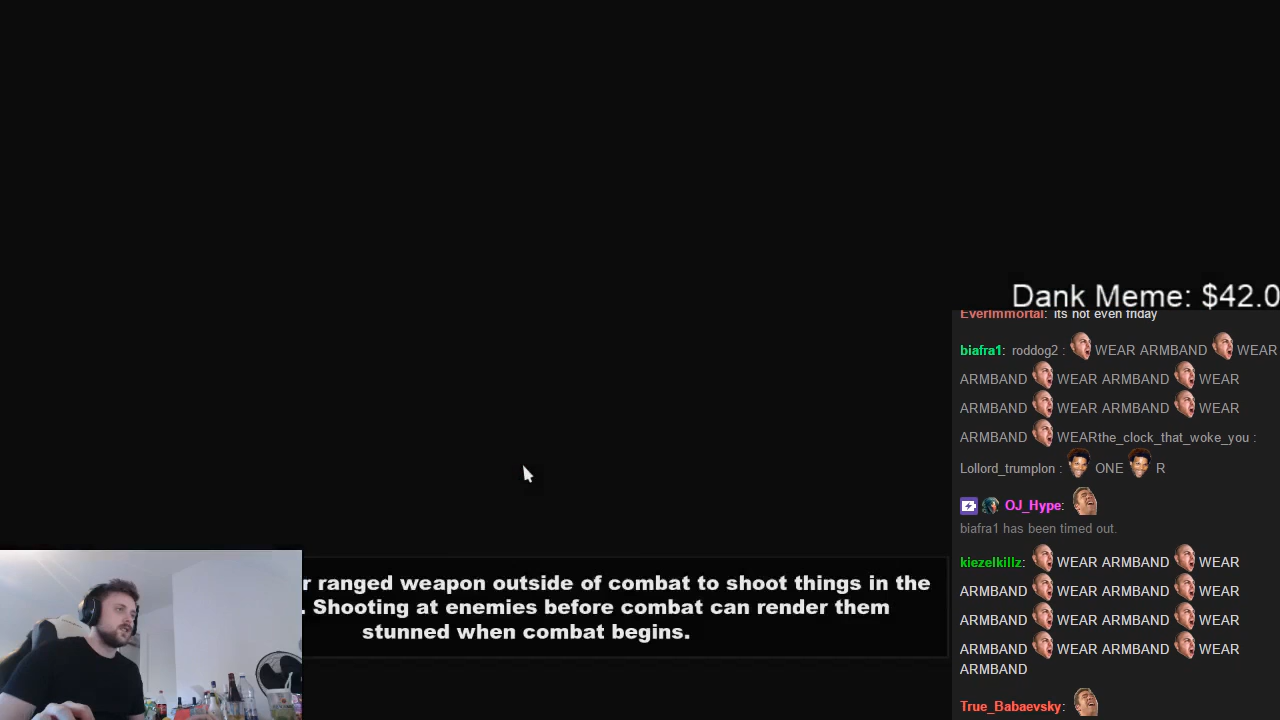 Dank Meme: $42.0
EverImmortal: its not even friday
biafra1: roddog2 : WEAR ARMBAND WEAR
ARMBAND WEAR ARMBAND WEAR
ARMBAND WEAR ARMBAND WEAR
ARMBAND WEARthe_clock_that_woke_you :
Lollord_trumplon : ONE R
OJ_Hype:
biafra1 has been timed out.
kiezelkillz: WEAR ARMBAND WEAR
ARMBAND WEAR ARMBAND WEAR
ARMBAND WEAR ARMBAND WEAR
ARMBAND WEAR ARMBAND WEAR
ARMBAND
True_Babaevsky:
r ranged weapon outside of combat to shoot things in the
. Shooting at enemies before combat can render them
stunned when combat begins.